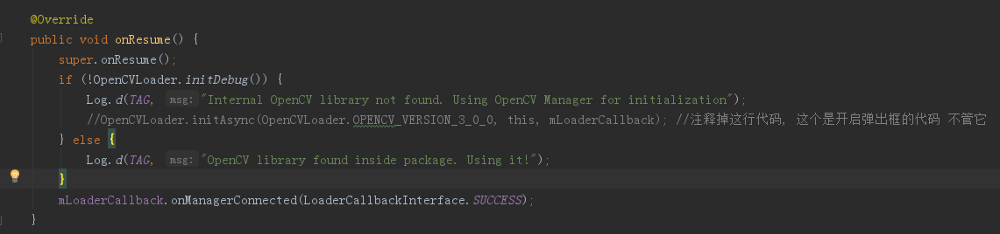 @Override
public void onResume() {
    super.onResume();
    if (!OpenCVLoader.initDebug()) {
        Log.d(TAG, msg: "Internal OpenCV library not found. Using OpenCV Manager for initialization");
        //OpenCVLoader.initAsync(OpenCVLoader.OPENCV_VERSION_3_0_0, this, mLoaderCallback); //注释掉这行代码, 这个是开启弹出框的代码 不管它
    } else {
        Log.d(TAG, msg: "OpenCV library found inside package. Using it!");
    }
    mLoaderCallback.onManagerConnected(LoaderCallbackInterface.SUCCESS);
}